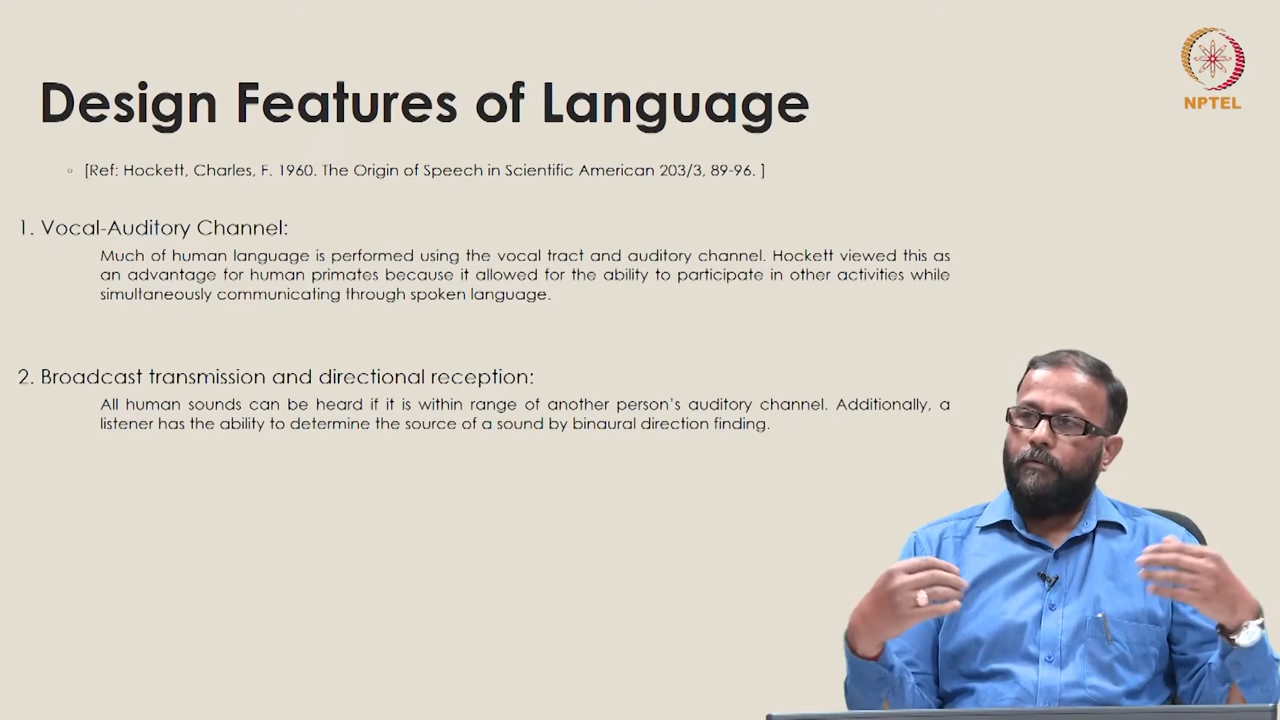 NPTEL
Design Features of Language
[Ref: Hockett, Charles, F. 1960. The Origin of Speech in Scientific American 203/3, 89-96. ]
1. Vocal-Auditory Channel:
Much of human language is performed using the vocal tract and auditory channel. Hockett viewed this as
an advantage for human primates because it allowed for the ability to participate in other activities while
simultaneously communicating through spoken language.
2. Broadcast transmission and directional reception:
All human sounds can be heard if it is within range of another person's auditory channel. Additionally, a
listener has the ability to determine the source of a sound by binaural direction finding.